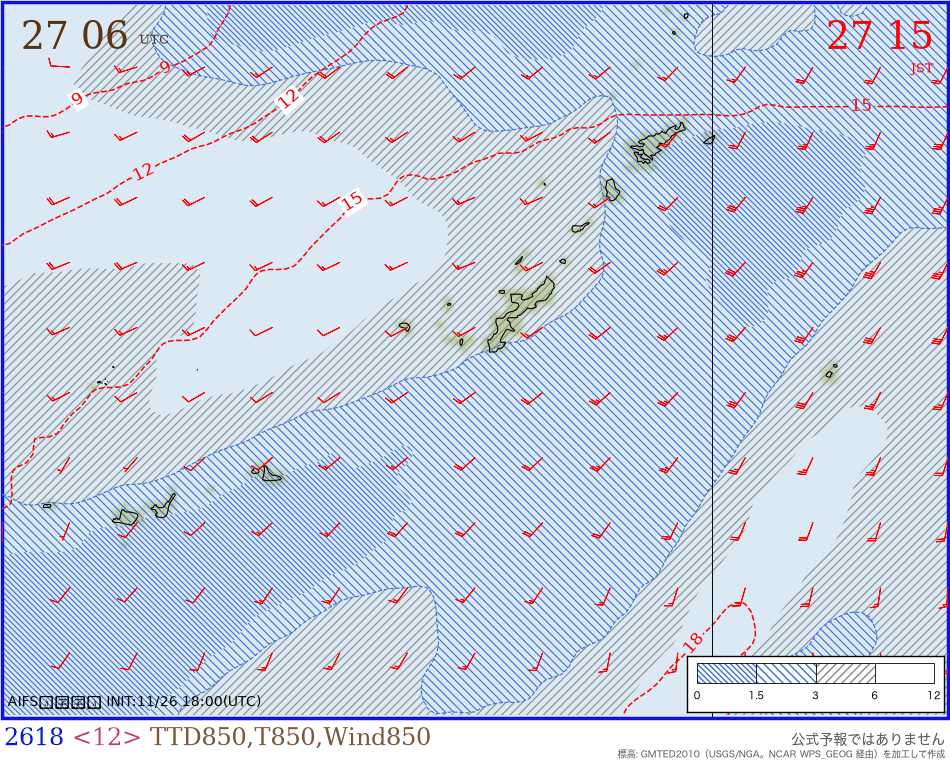 27 06 UTC
27 15
JST
9
9
12
12
15
15
18
0 1.5 3 6 12
AIFS□□□□ INIT:11/26 18:00(UTC)
2618 <12> TTD850,T850,Wind850
公式予報ではありません
標高: GMTED2010（USGS/NGA。NCAR WPS_GEOG 経由）を加工して作成